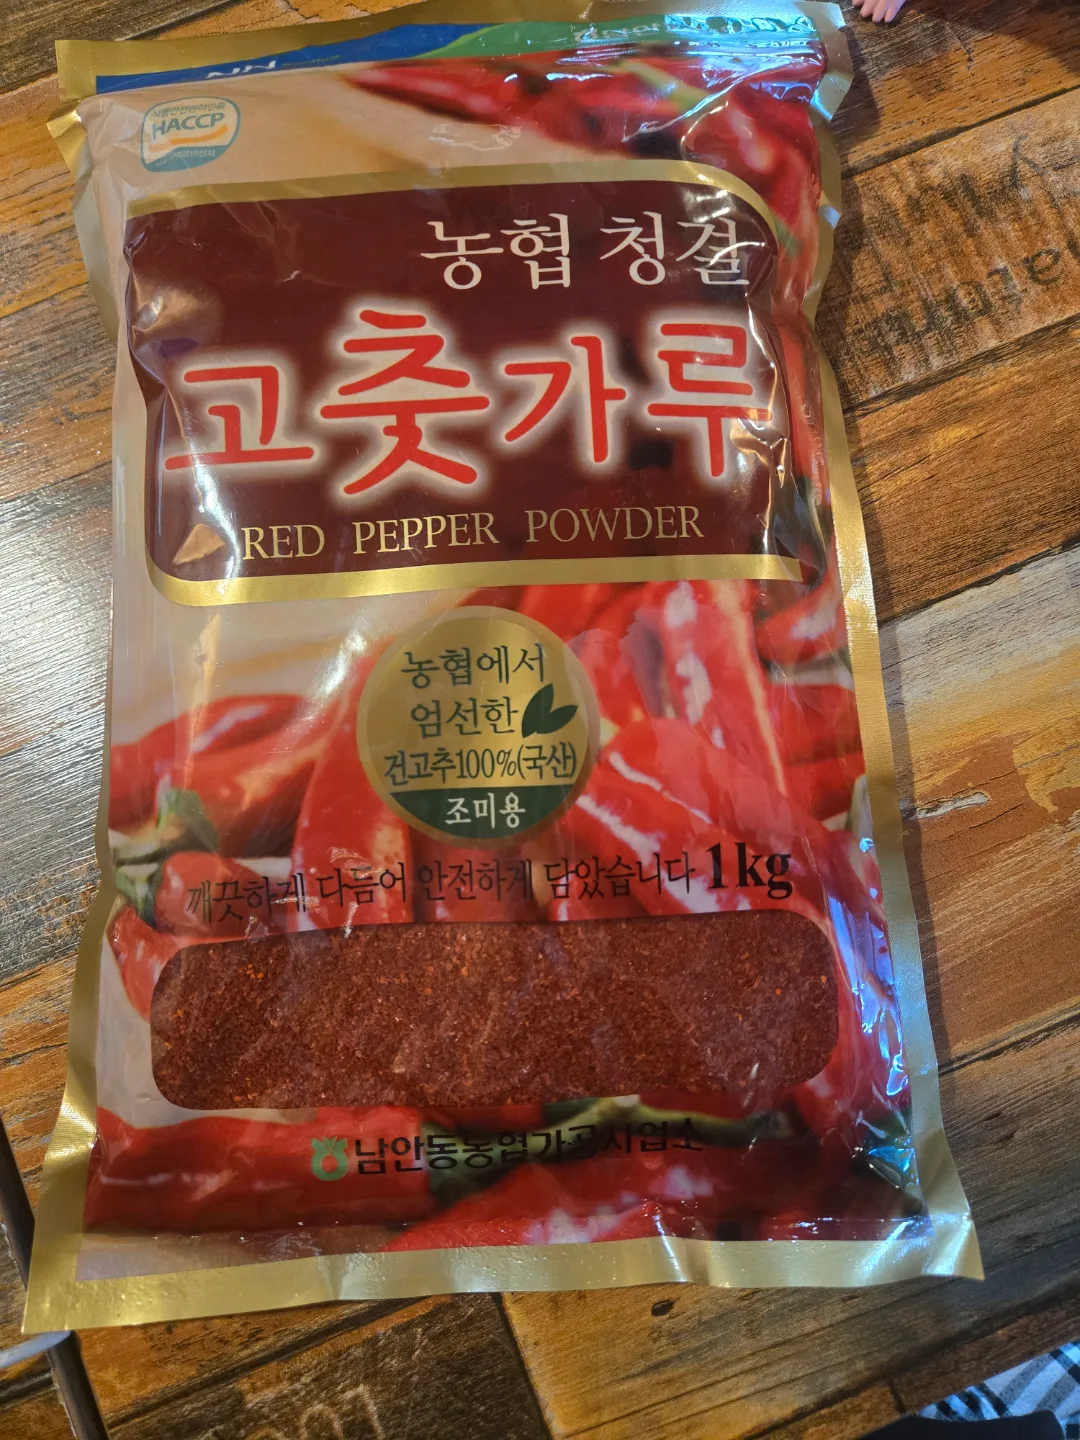 HACCP
농협 청결
고춧가루
RED PEPPER POWDER
농협에서
엄선한
건고추100%(국산)
조미용
깨끗하게 다듬어 안전하게 담았습니다 1kg
남안동농협가공사업소